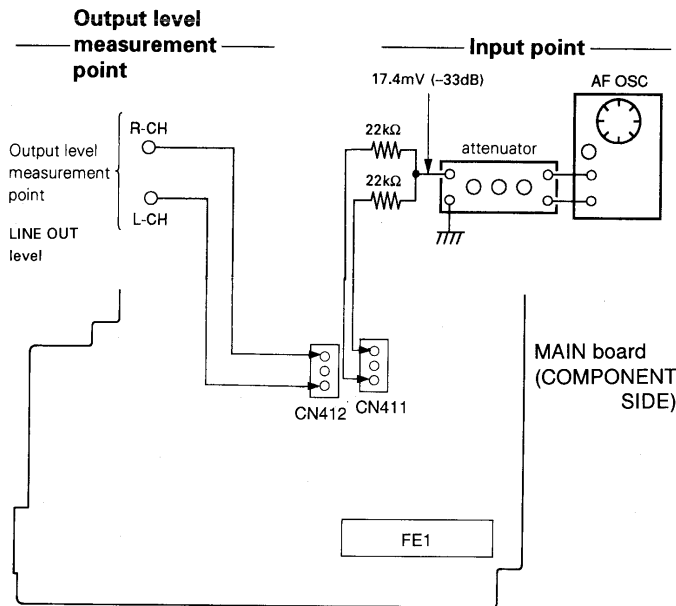 Output level
measurement
point
Input point
17.4mV (–33dB)
AF OSC
R-CH
22kΩ
attenuator
Output level
measurement
point
22kΩ
L-CH
LINE OUT
level
MAIN board
(COMPONENT
SIDE)
CN412
CN411
FE1